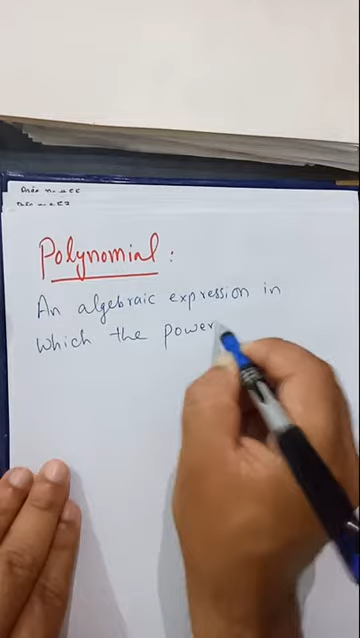 Polynomial :
An algebraic expression in
which the power